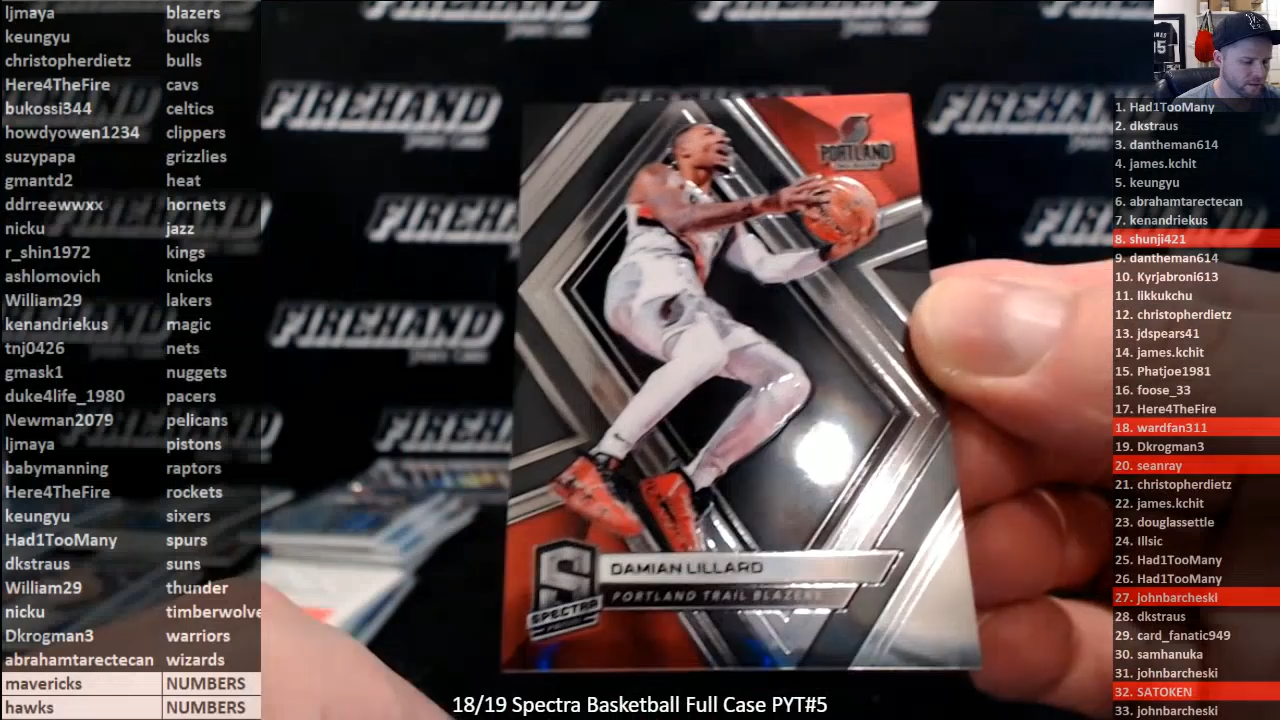 ljmaya blazers
keungyu bucks
christopherdietz bulls
Here4TheFire cavs
bukossi344 celtics
howdyowen1234 clippers
suzypapa grizzlies
gmantd2 heat
ddrreewwxx hornets
nicku jazz
r_shin1972 kings
ashlomovich knicks
William29 lakers
kenandriekus magic
tnj0426 nets
gmask1 nuggets
duke4life_1980 pacers
Newman2079 pelicans
ljmaya pistons
babymanning raptors
Here4TheFire rockets
keungyu sixers
Had1TooMany spurs
dkstraus suns
William29 thunder
nicku timberwolve
Dkrogman3 warriors
abrahamtarectecan wizards
mavericks NUMBERS
hawks NUMBERS
FIREHAND
FIREHAND
FIREHAND
FIREHAND
PORTLAND
DAMIAN LILLARD
PORTLAND TRAIL BLAZERS
S
SPECTRA
18/19 Spectra Basketball Full Case PYT#5
1. Had1TooMany
2. dkstraus
3. dantheman614
4. james.kchit
5. keungyu
6. abrahamtarectecan
7. kenandriekus
8. shunji421
9. dantheman614
10. Kyrjabroni613
11. likkukchu
12. christopherdietz
13. jdspears41
14. james.kchit
15. Phatjoe1981
16. foose_33
17. Here4TheFire
18. wardfan311
19. Dkrogman3
20. seanray
21. christopherdietz
22. james.kchit
23. douglassettle
24. Illsic
25. Had1TooMany
26. Had1TooMany
27. johnbarcheski
28. dkstraus
29. card_fanatic949
30. samhanuka
31. johnbarcheski
32. SATOKEN
33. johnbarcheski